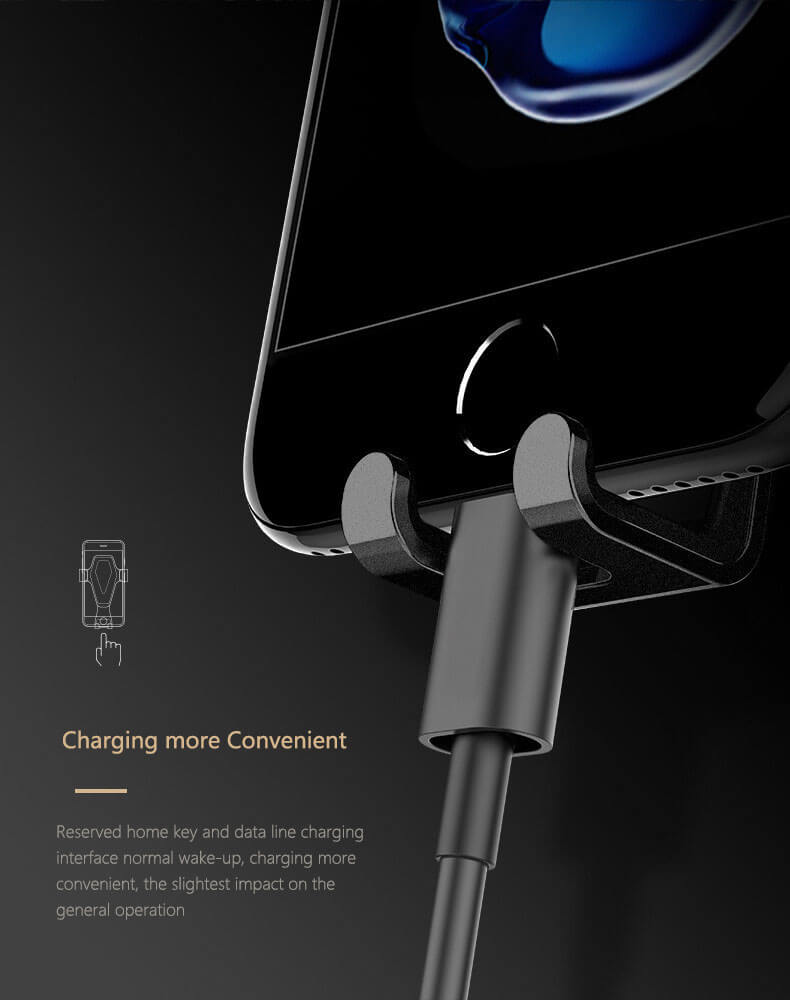 Charging more Convenient
Reserved home key and data line charging
interface normal wake-up, charging more
convenient, the slightest impact on the
general operation